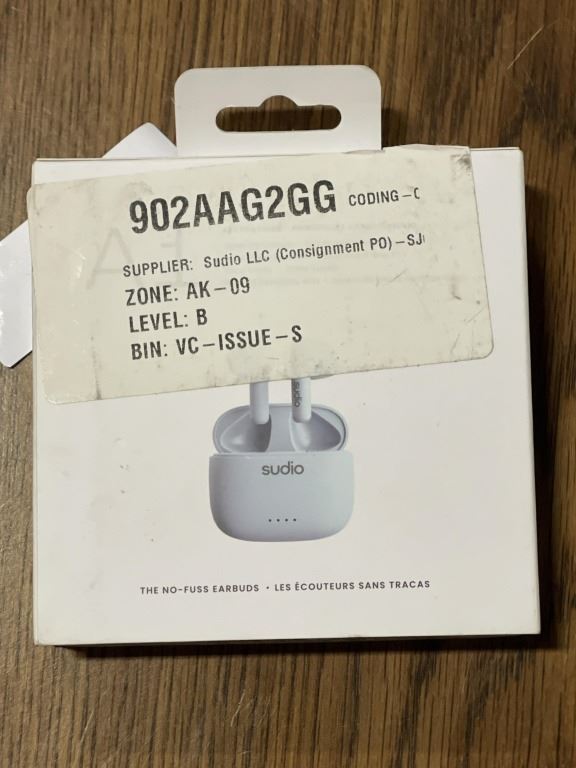 902AAG2GG CODING-
SUPPLIER: Sudio LLC (Consignment PO)-SJ
ZONE: AK-09
LEVEL: B
BIN: VC-ISSUE-S
sudio
sudio
THE NO-FUSS EARBUDS • LES ÉCOUTEURS SANS TRACAS